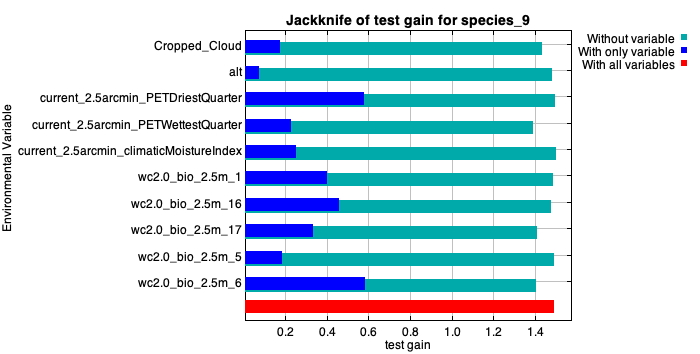 Jackknife of test gain for species_9
Without variable
With only variable
With all variables
Environmental Variable
Cropped_Cloud
alt
current_2.5arcmin_PETDriestQuarter
current_2.5arcmin_PETWettestQuarter
current_2.5arcmin_climaticMoistureIndex
wc2.0_bio_2.5m_1
wc2.0_bio_2.5m_16
wc2.0_bio_2.5m_17
wc2.0_bio_2.5m_5
wc2.0_bio_2.5m_6
0.2 0.4 0.6 0.8 1.0 1.2 1.4
test gain